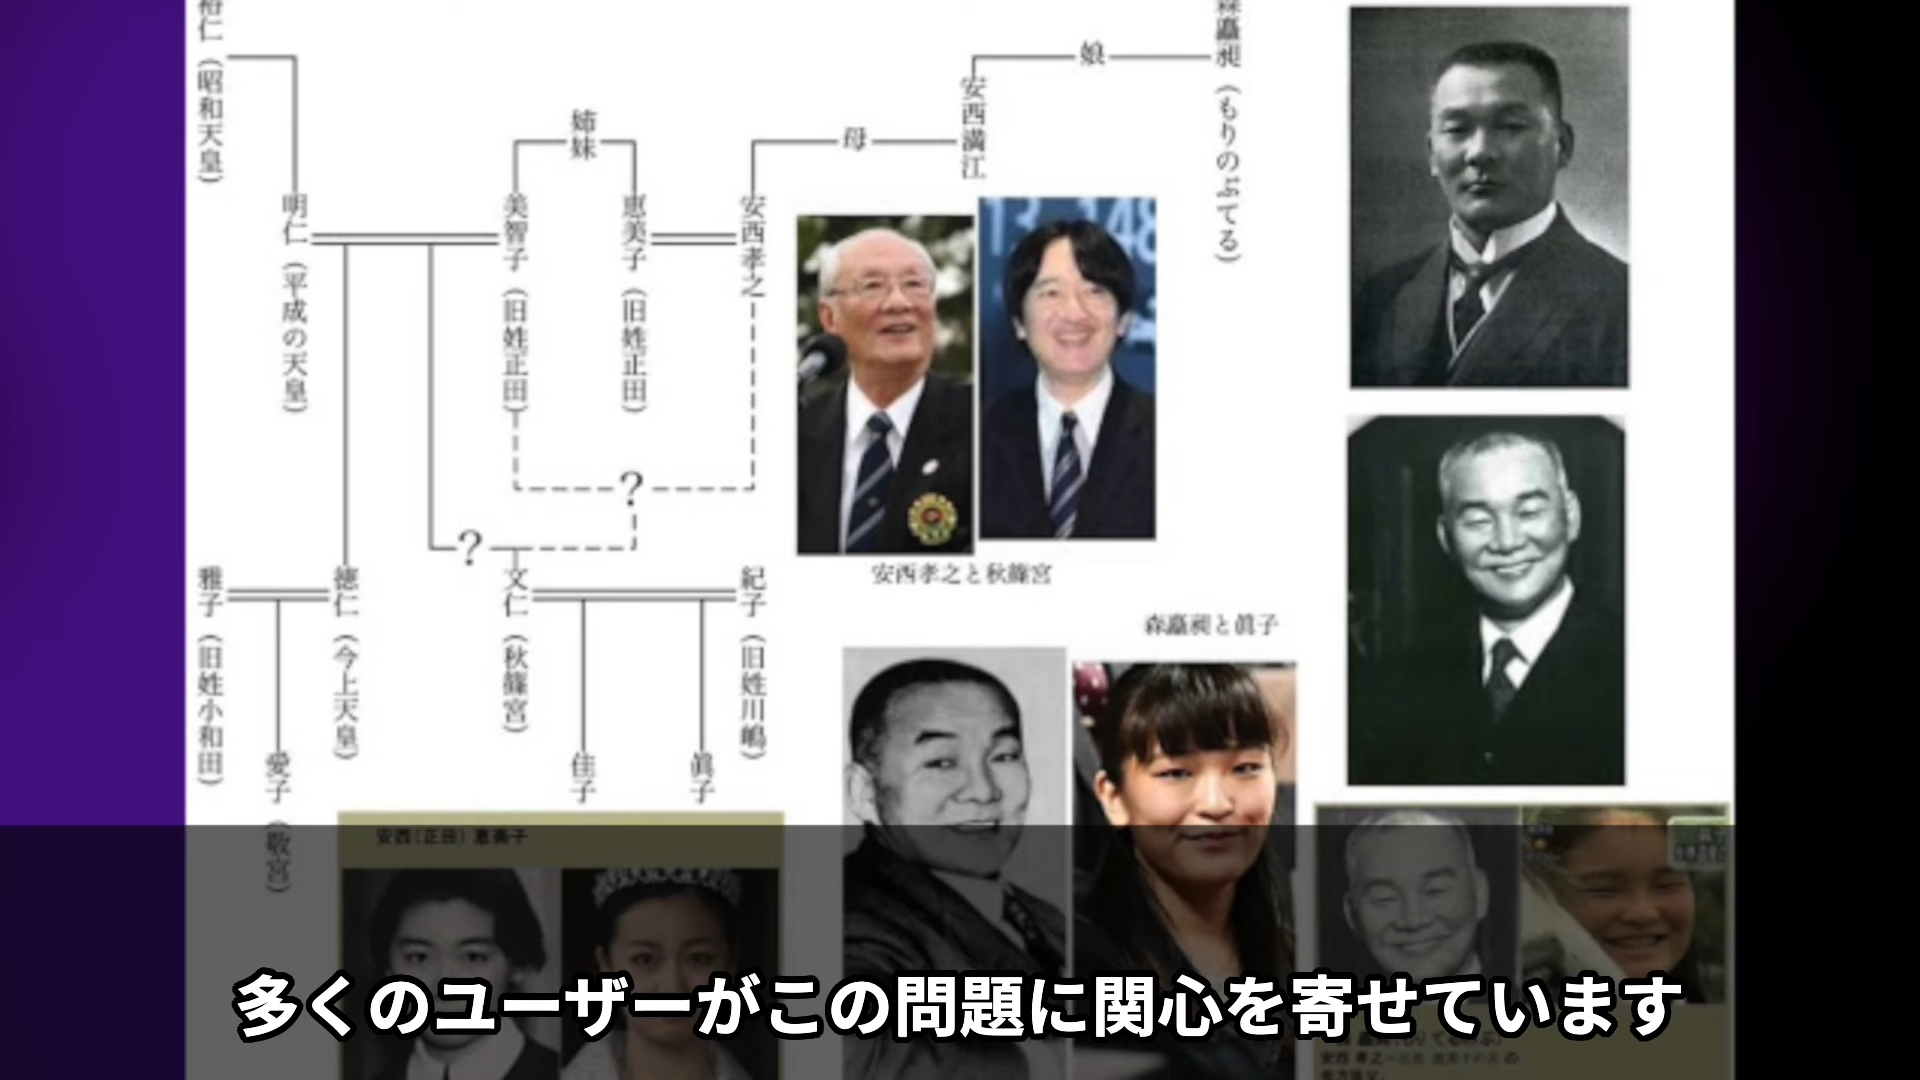 裕仁（昭和天皇）
明仁（平成の天皇）
姉妹
美智子（旧姓正田）
恵美子（旧姓正田）
安西孝之
母
安西満江
娘
森矗昶（もりのぶてる）
?
?
安西孝之と秋篠宮
雅子（旧姓小和田）
徳仁（今上天皇）
文仁（秋篠宮）
紀子（旧姓川嶋）
愛子（敬宮）
佳子
眞子
森矗昶と眞子
安西(正田) 恵美子
多くのユーザーがこの問題に関心を寄せています